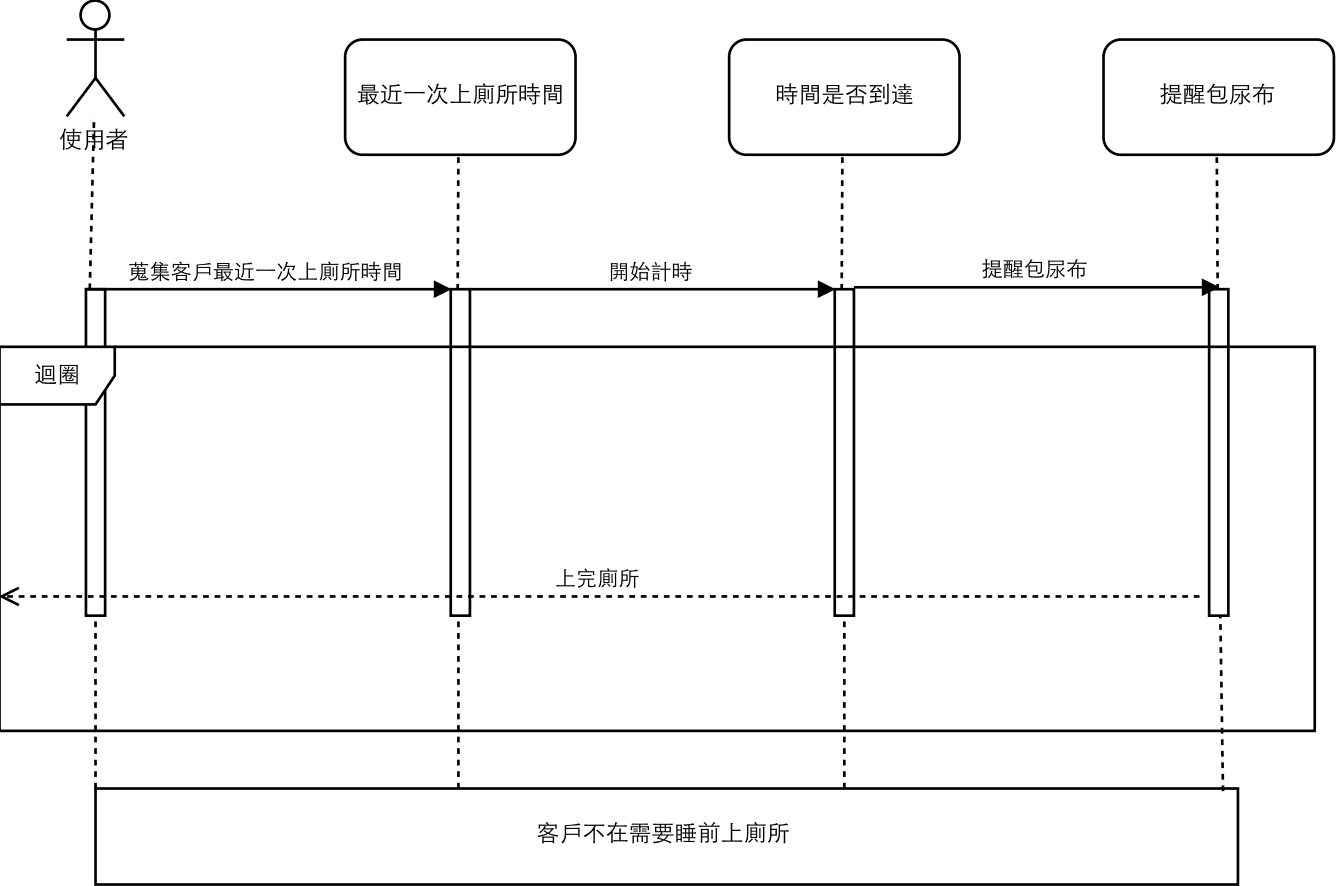 使用者
最近一次上廁所時間
時間是否到達
提醒包尿布
蒐集客戶最近一次上廁所時間
開始計時
提醒包尿布
迴圈
上完廁所
客戶不在需要睡前上廁所